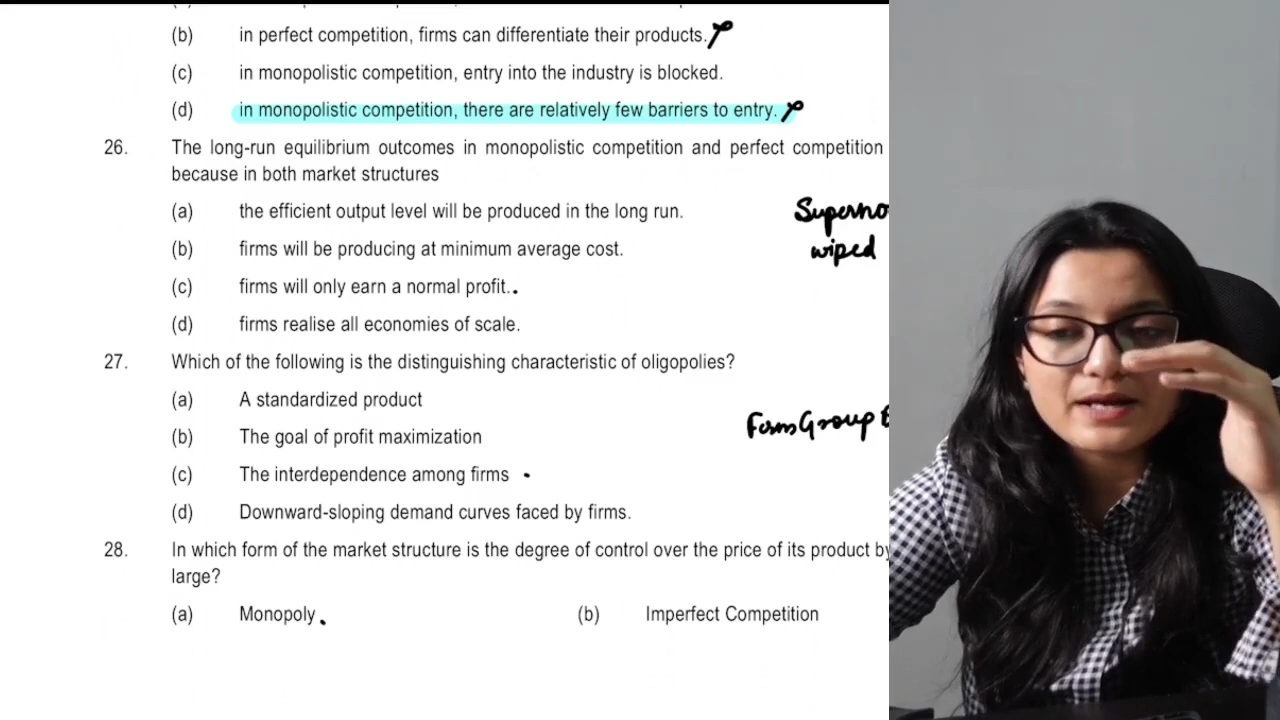 (b) in perfect competition, firms can differentiate their products.
(c) in monopolistic competition, entry into the industry is blocked.
(d) in monopolistic competition, there are relatively few barriers to entry.
26. The long-run equilibrium outcomes in monopolistic competition and perfect competition
because in both market structures
(a) the efficient output level will be produced in the long run.
Superno
(b) firms will be producing at minimum average cost.
wiped
(c) firms will only earn a normal profit.
(d) firms realise all economies of scale.
27. Which of the following is the distinguishing characteristic of oligopolies?
(a) A standardized product
(b) The goal of profit maximization
Group
(c) The interdependence among firms
(d) Downward-sloping demand curves faced by firms.
28. In which form of the market structure is the degree of control over the price of its product by
large?
(a) Monopoly (b) Imperfect Competition